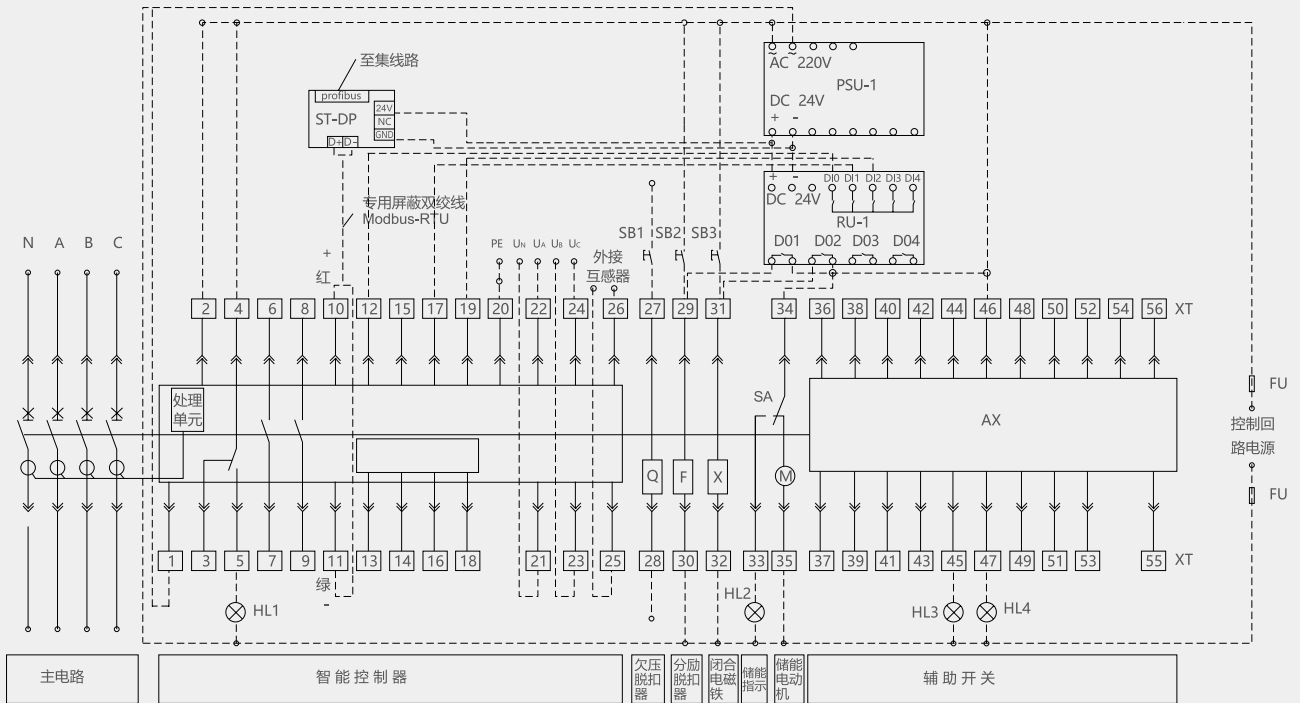 至集线路
profibus
ST-DP
24V
NC
GND
D+ D-
AC 220V
PSU-1
DC 24V
+ -
+ -
DI0 DI1 DI2 DI3 DI4
DC 24V
RU-1
D01 D02 D03 D04
专用屏蔽双绞线
Modbus-RTU
N A B C
+
红
PE UN UA UB UC
外接
互感器
SB1 SB2 SB3
2 4 6 8 10 12 15 17 19 20 22 24 26 27 29 31 34 36 38 40 42 44 46 48 50 52 54 56 XT
处理
单元
SA
AX
FU
控制回
路电源
FU
Q F X M
1 3 5 7 9 11 13 14 16 18 21 23 25 28 30 32 33 35 37 39 41 43 45 47 49 51 53 55 XT
绿
-
HL1
HL2
HL3
HL4
主电路
智能控制器
欠压
脱扣
器
分励
脱扣
器
闭合
电磁
铁
储能
指示
储能
电动
机
辅助开关